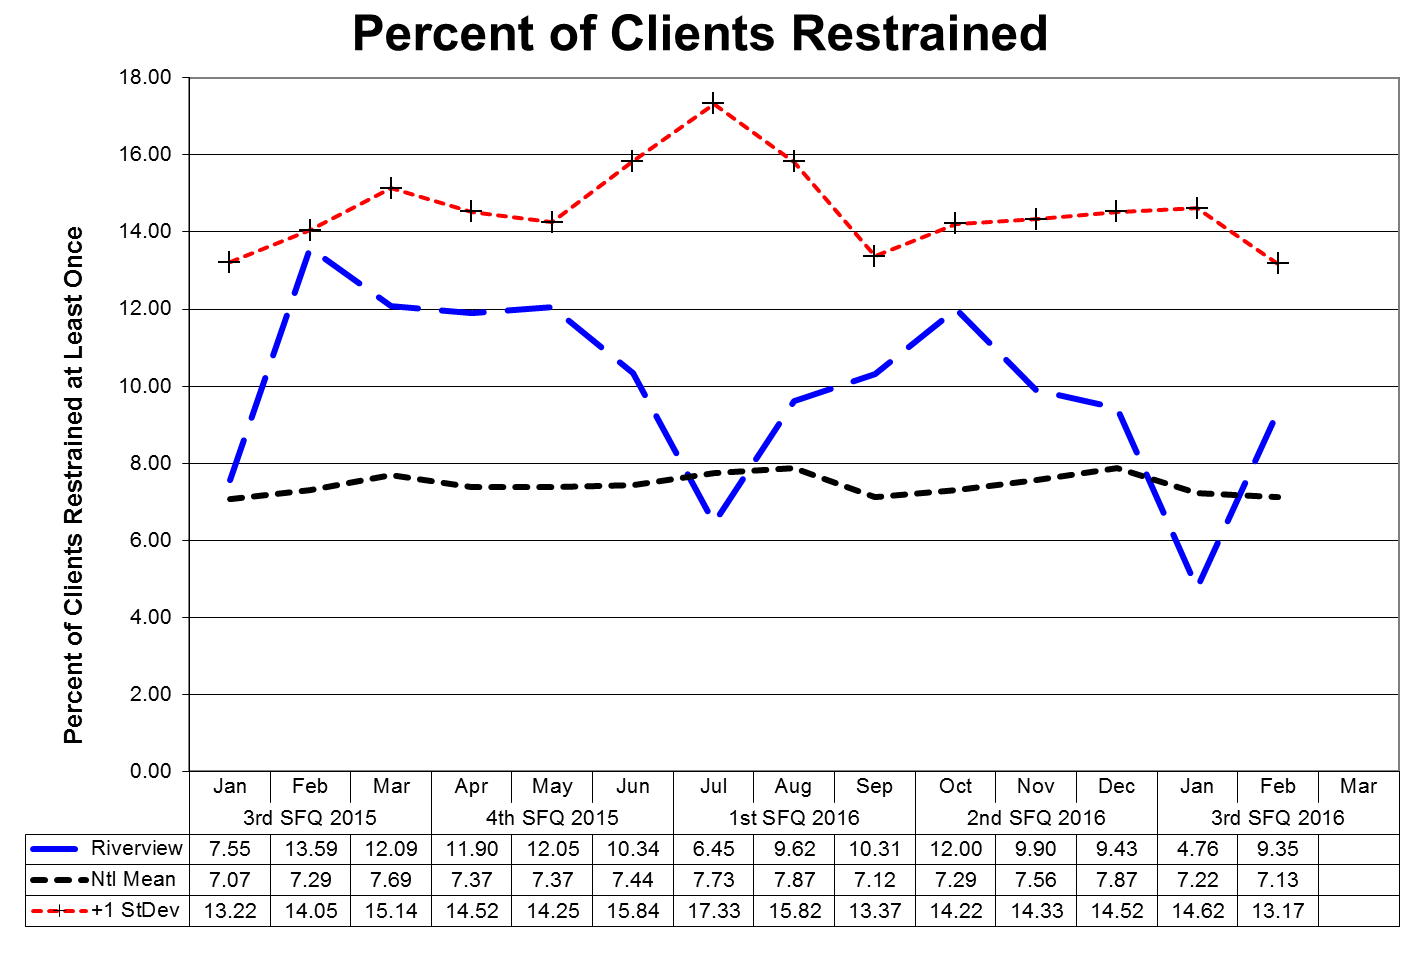 Percent of Clients Restrained
Percent of Clients Restrained at Least Once
18.00
16.00
14.00
12.00
10.00
8.00
6.00
4.00
2.00
0.00
Jan Feb Mar Apr May Jun Jul Aug Sep Oct Nov Dec Jan Feb Mar
3rd SFQ 2015 4th SFQ 2015 1st SFQ 2016 2nd SFQ 2016 3rd SFQ 2016
Riverview 7.55 13.59 12.09 11.90 12.05 10.34 6.45 9.62 10.31 12.00 9.90 9.43 4.76 9.35
Ntl Mean 7.07 7.29 7.69 7.37 7.37 7.44 7.73 7.87 7.12 7.29 7.56 7.87 7.22 7.13
+1 StDev 13.22 14.05 15.14 14.52 14.25 15.84 17.33 15.82 13.37 14.22 14.33 14.52 14.62 13.17